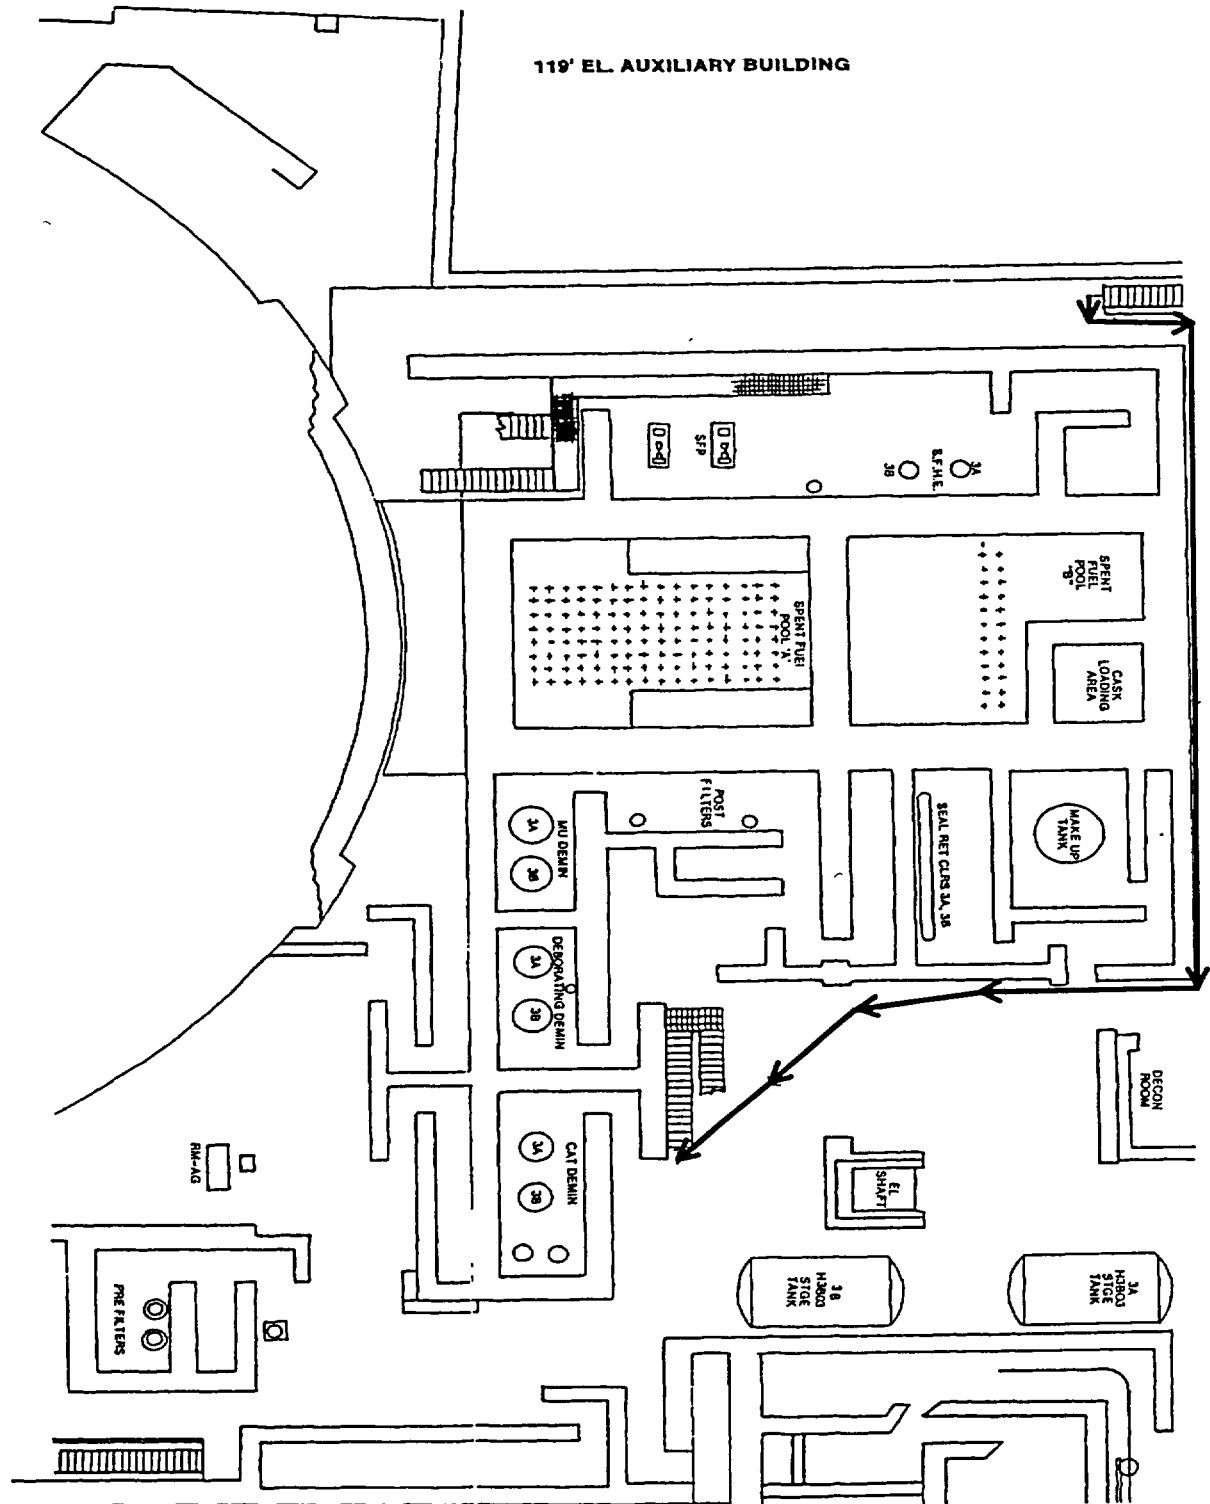 119' EL. AUXILIARY BUILDING
SFP
3A
S.F.H.E.
3B
SPENT
FUEL
POOL
"B"
SPENT FUEL
POOL 'A'
CASK
LOADING
AREA
POST
FILTERS
MU DEMIN
3A
3B
SEAL RET CLRS 3A, 3B
MAKE UP
TANK
DEBORATING DEMIN
3A
3B
DECON
ROOM
CAT DEMIN
3A
3B
EL
SHAFT
RM-AG
3B
H3BO3
STGE
TANK
3A
H3BO3
STGE
TANK
PRE FILTERS